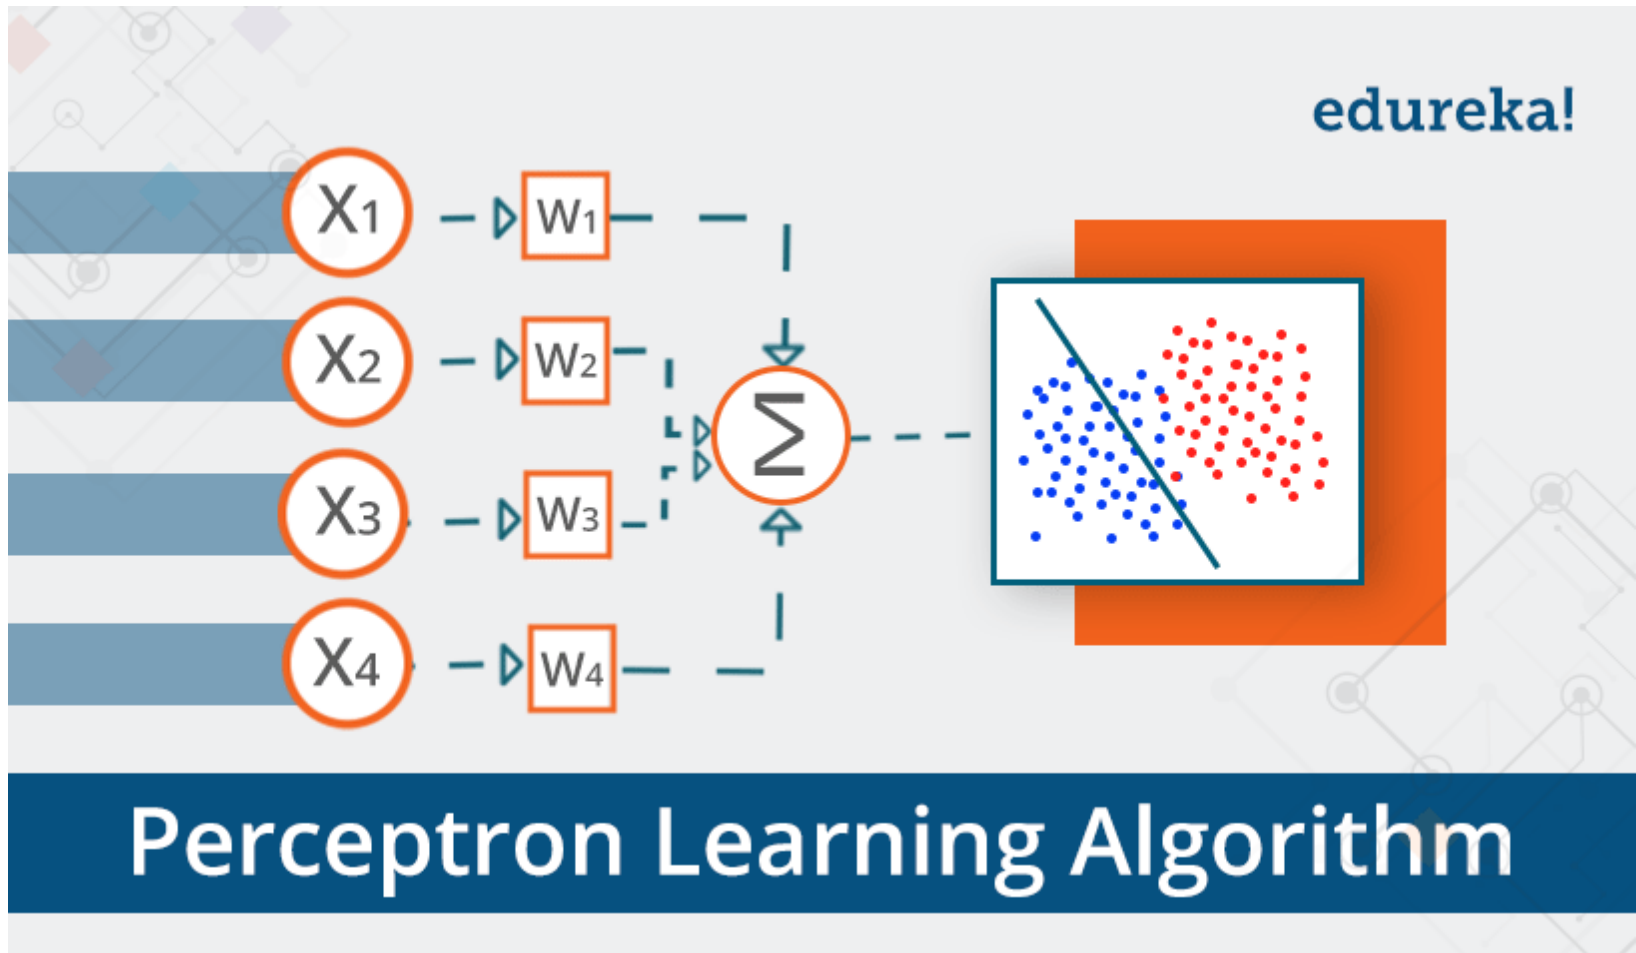 edureka!
X1 W1
X2 W2
Σ
X3 W3
X4 W4
Perceptron Learning Algorithm